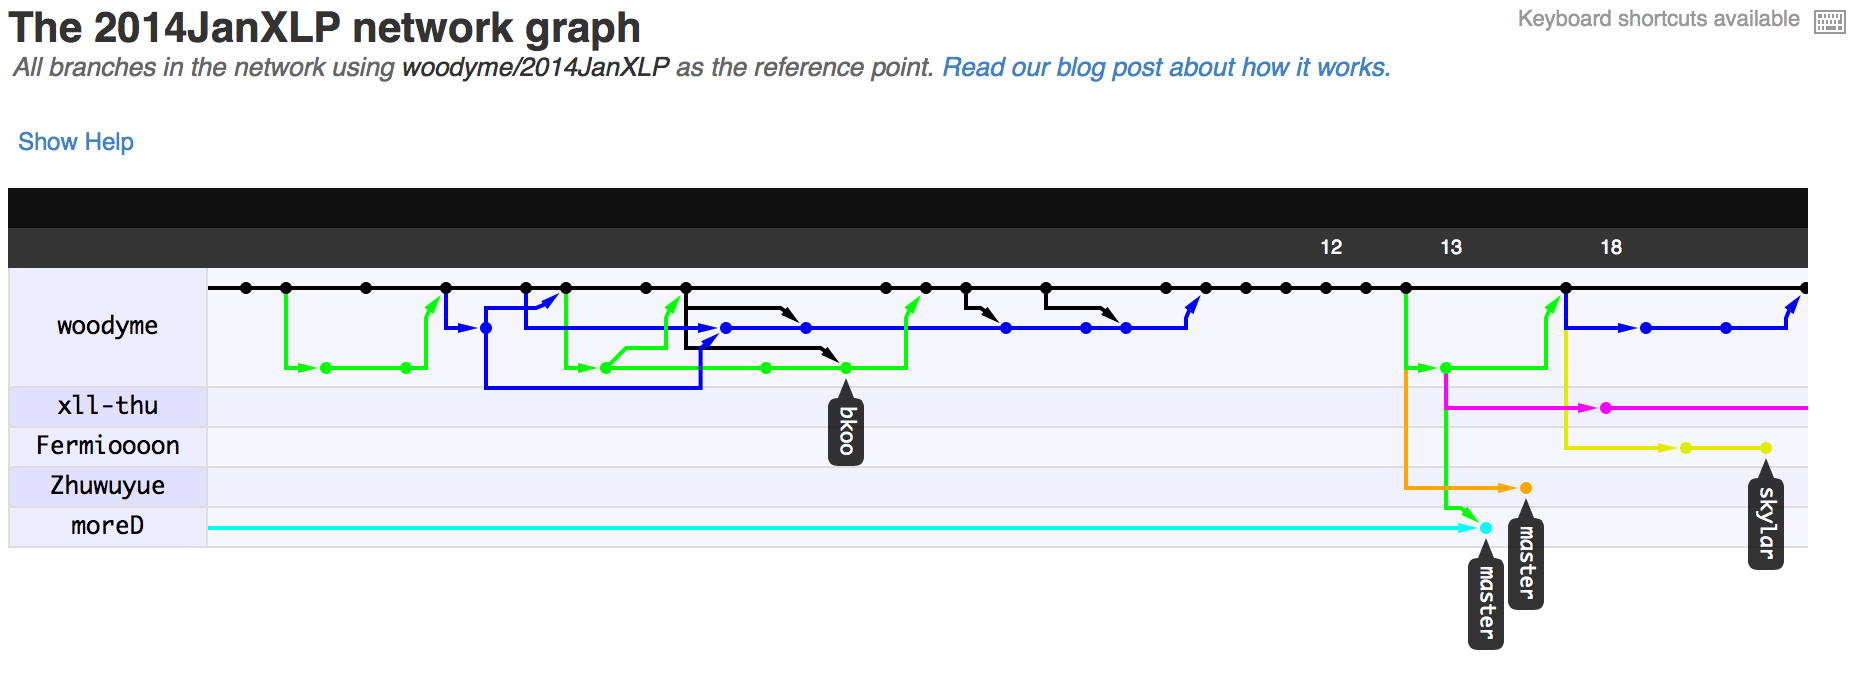 The 2014JanXLP network graph
Keyboard shortcuts available
All branches in the network using woodyme/2014JanXLP as the reference point. Read our blog post about how it works.
Show Help
12 13 18
woodyme
xll-thu
Fermioooon
Zhuwuyue
moreD
bkoo
master
master
skylar